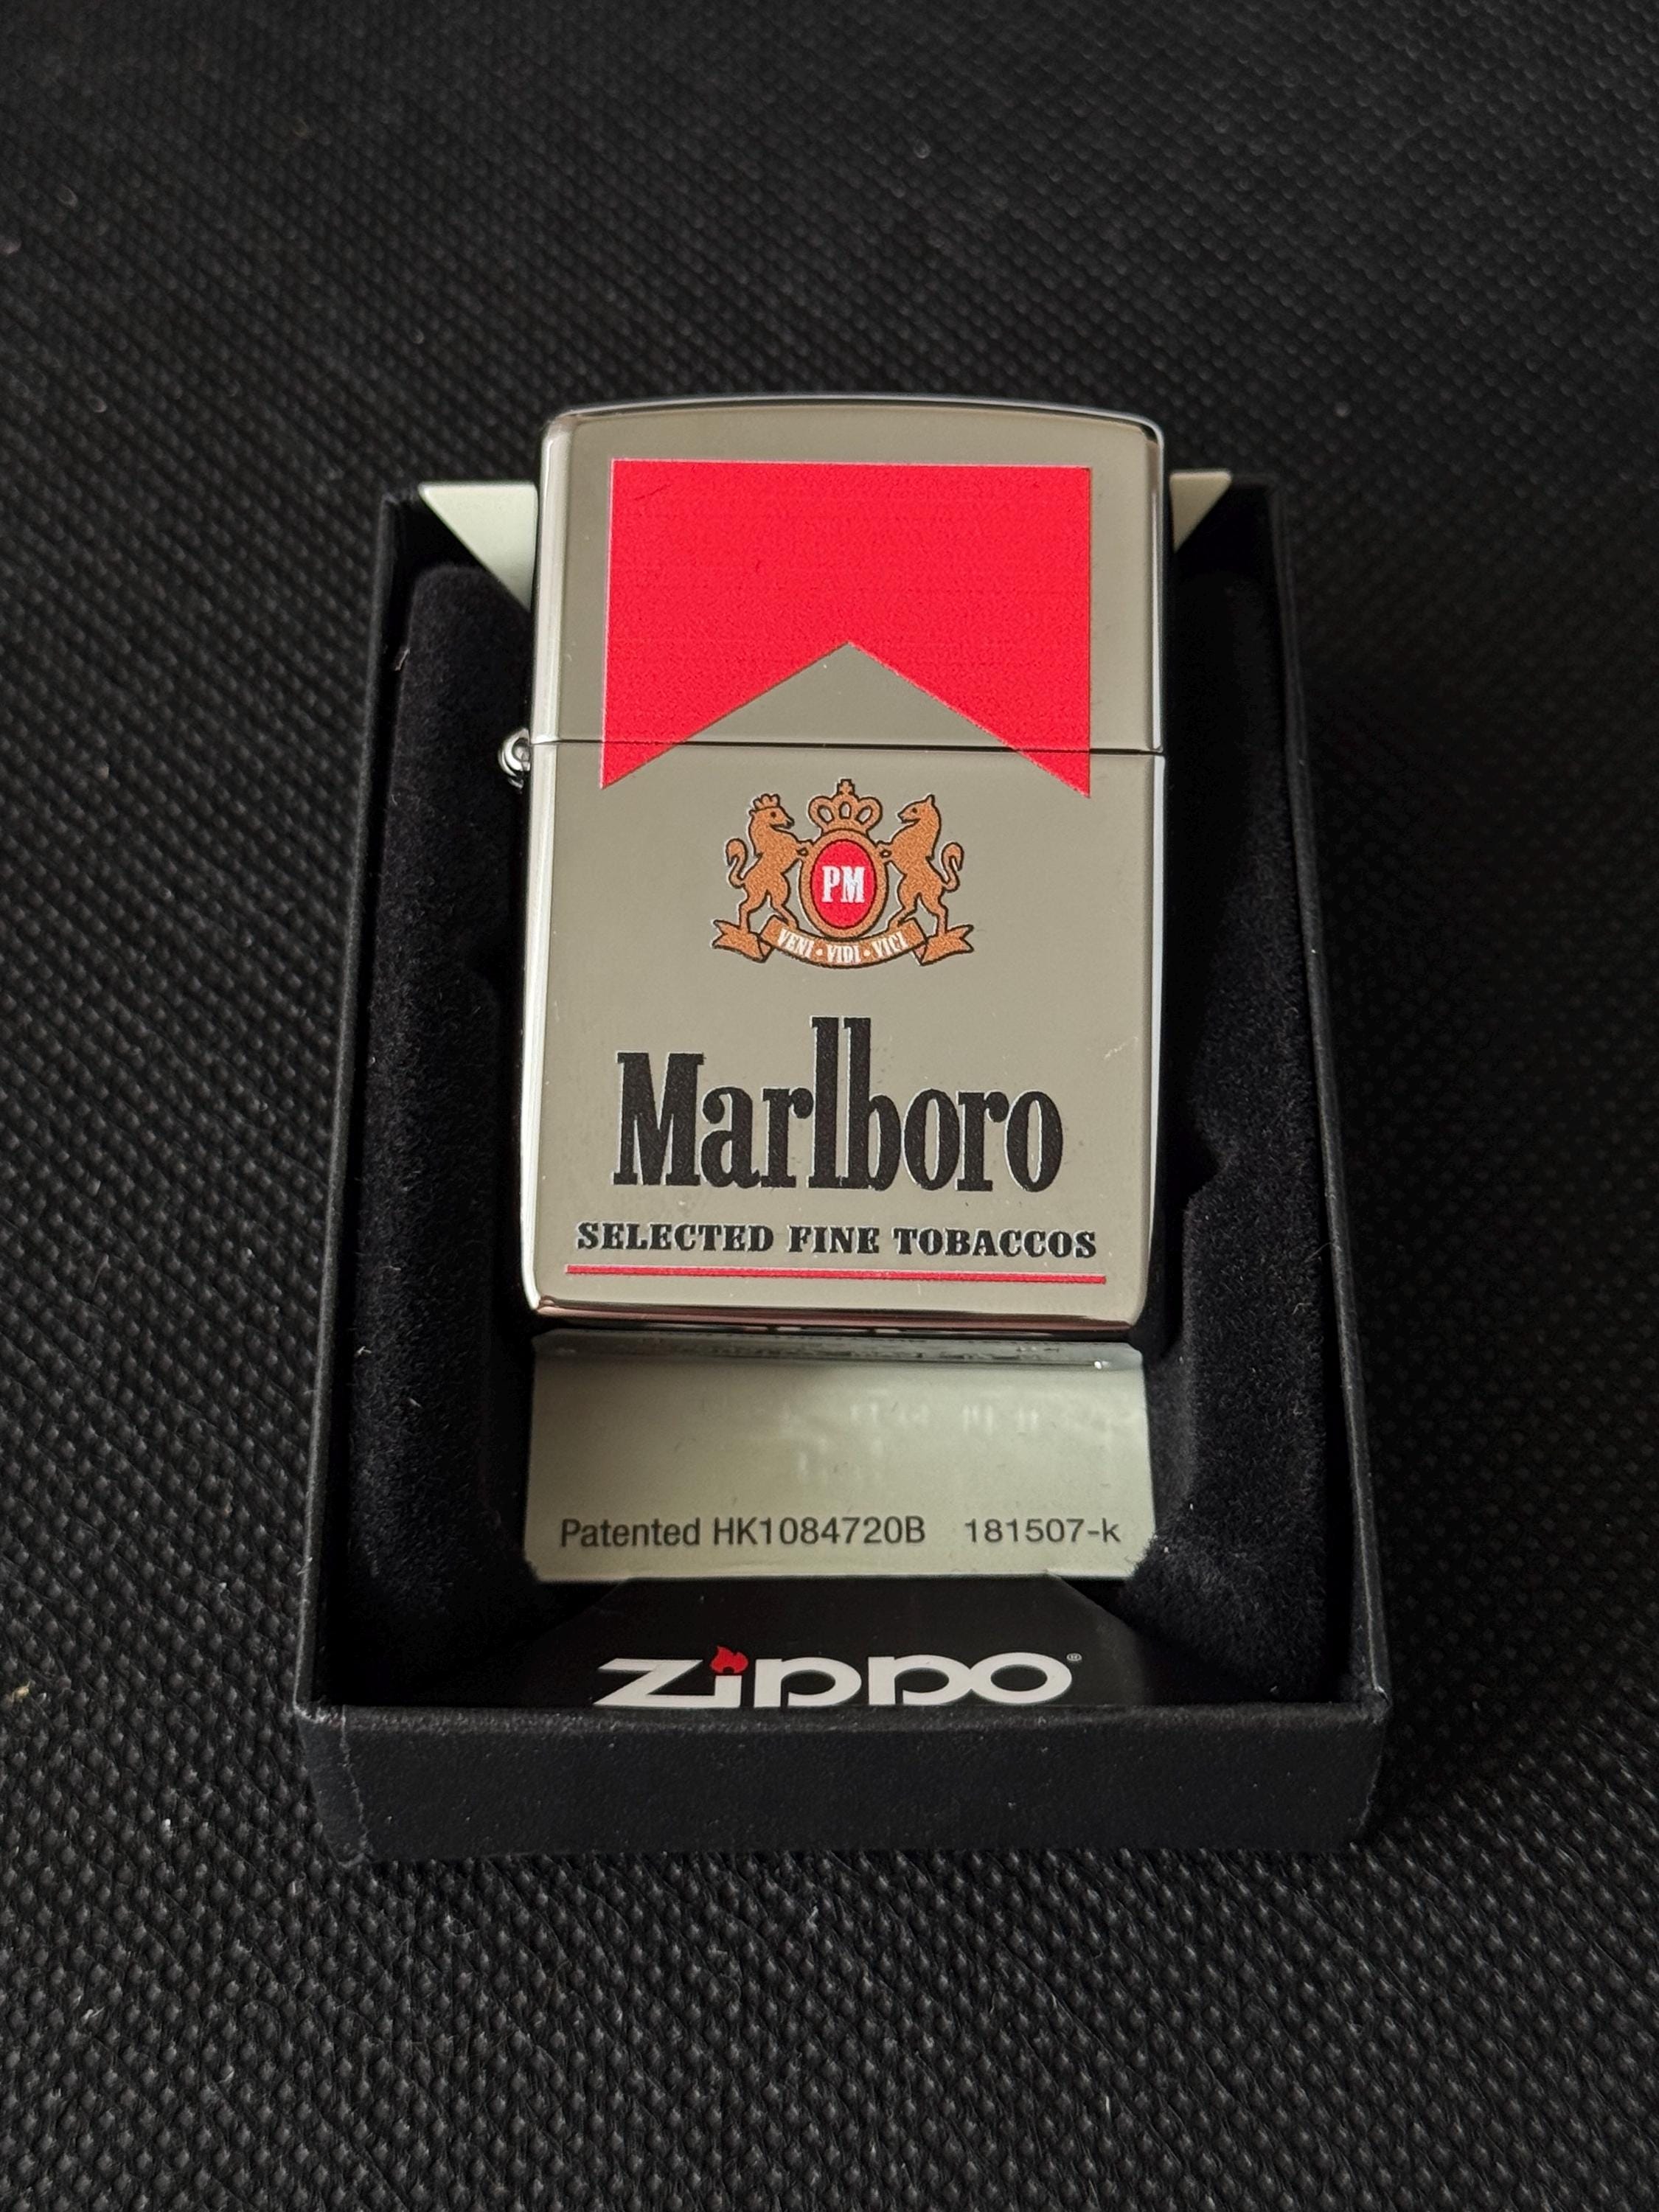 PM
VENI • VIDI • VICI
Marlboro
SELECTED FINE TOBACCOS
Patented HK1084720B 181507-k
zippo®